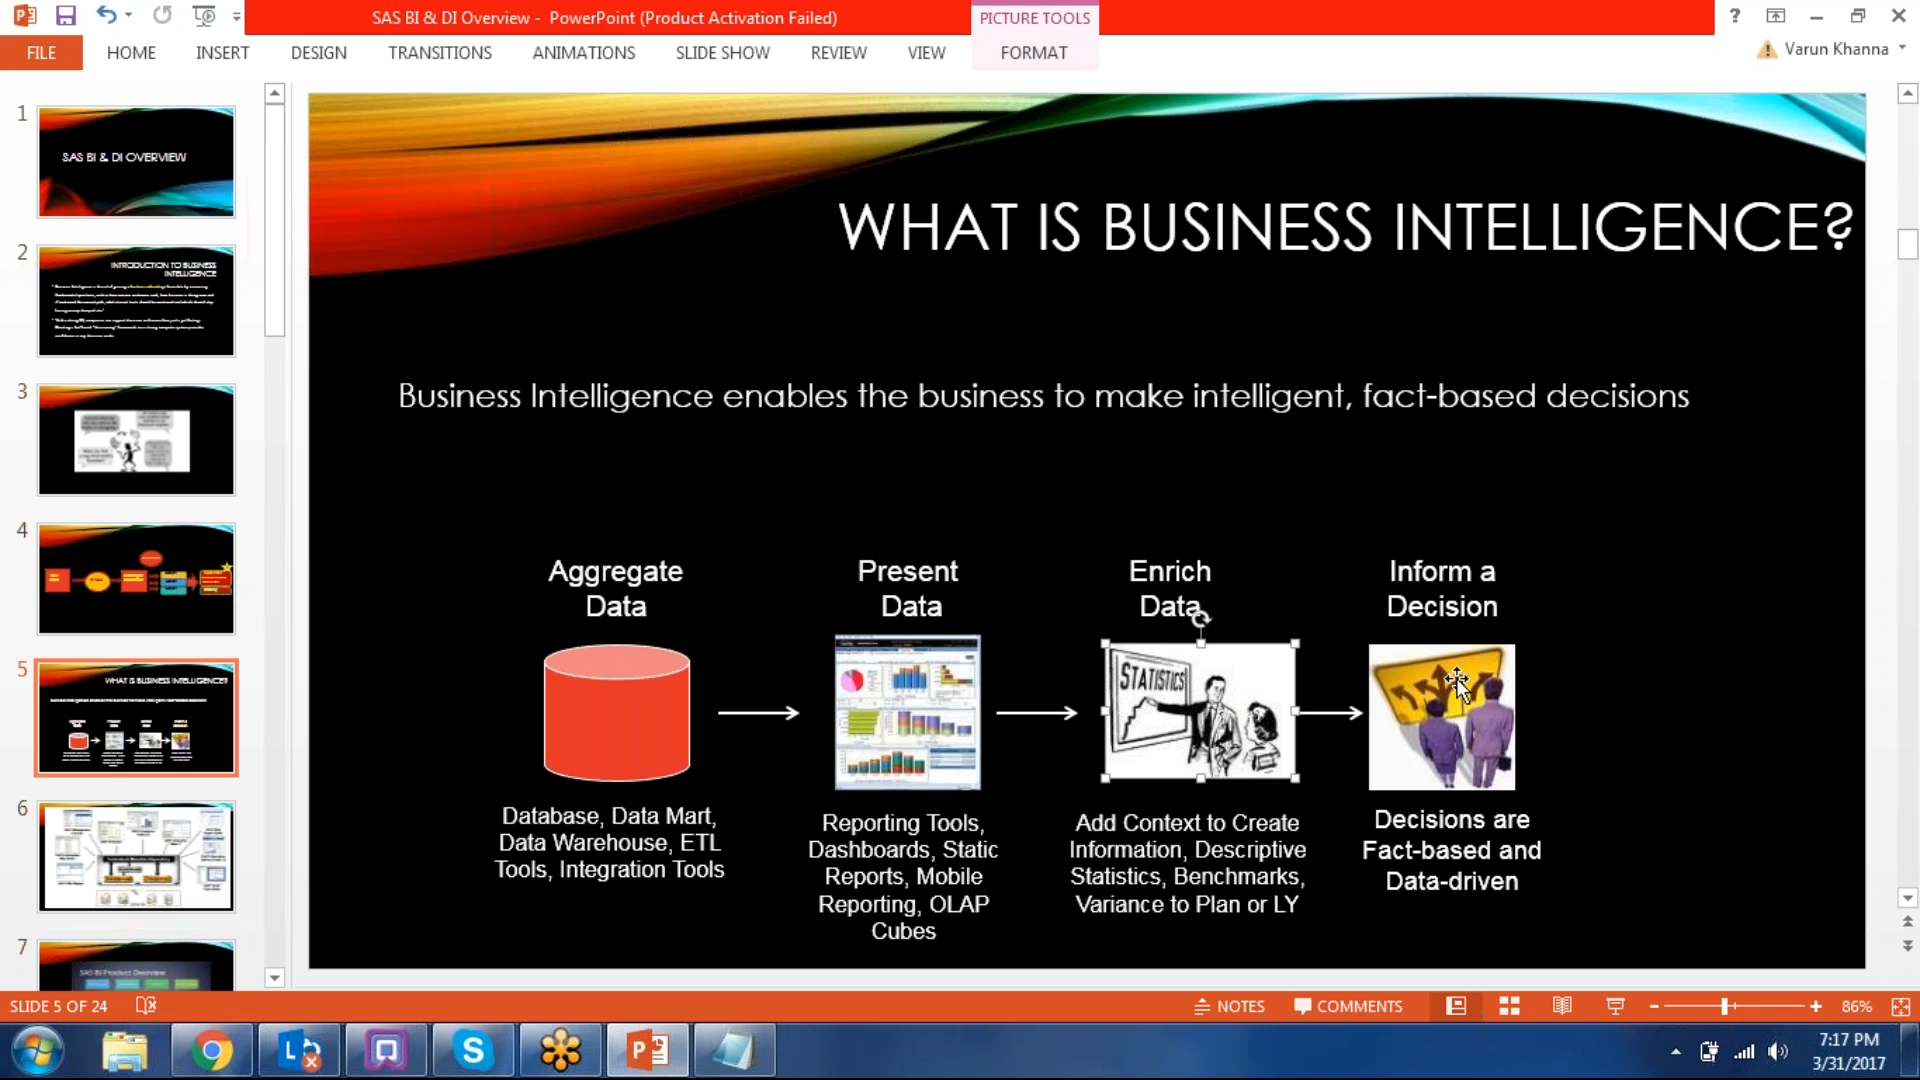 SAS BI & DI Overview - PowerPoint (Product Activation Failed)
PICTURE TOOLS
?
FILE
HOME
INSERT
DESIGN
TRANSITIONS
ANIMATIONS
SLIDE SHOW
REVIEW
VIEW
FORMAT
Varun Khanna
1
SAS BI & DI OVERVIEW
2
INTRODUCTION TO BUSINESS
INTELLIGENCE
3
4
5
WHAT IS BUSINESS INTELLIGENCE?
6
7
SAS BI Product Overview
WHAT IS BUSINESS INTELLIGENCE?
Business Intelligence enables the business to make intelligent, fact-based decisions
Aggregate
Data
Present
Data
Enrich
Data
Inform a
Decision
STATISTICS
Database, Data Mart,
Data Warehouse, ETL
Tools, Integration Tools
Reporting Tools,
Dashboards, Static
Reports, Mobile
Reporting, OLAP
Cubes
Add Context to Create
Information, Descriptive
Statistics, Benchmarks,
Variance to Plan or LY
Decisions are
Fact-based and
Data-driven
SLIDE 5 OF 24
NOTES
COMMENTS
86%
7:17 PM
3/31/2017